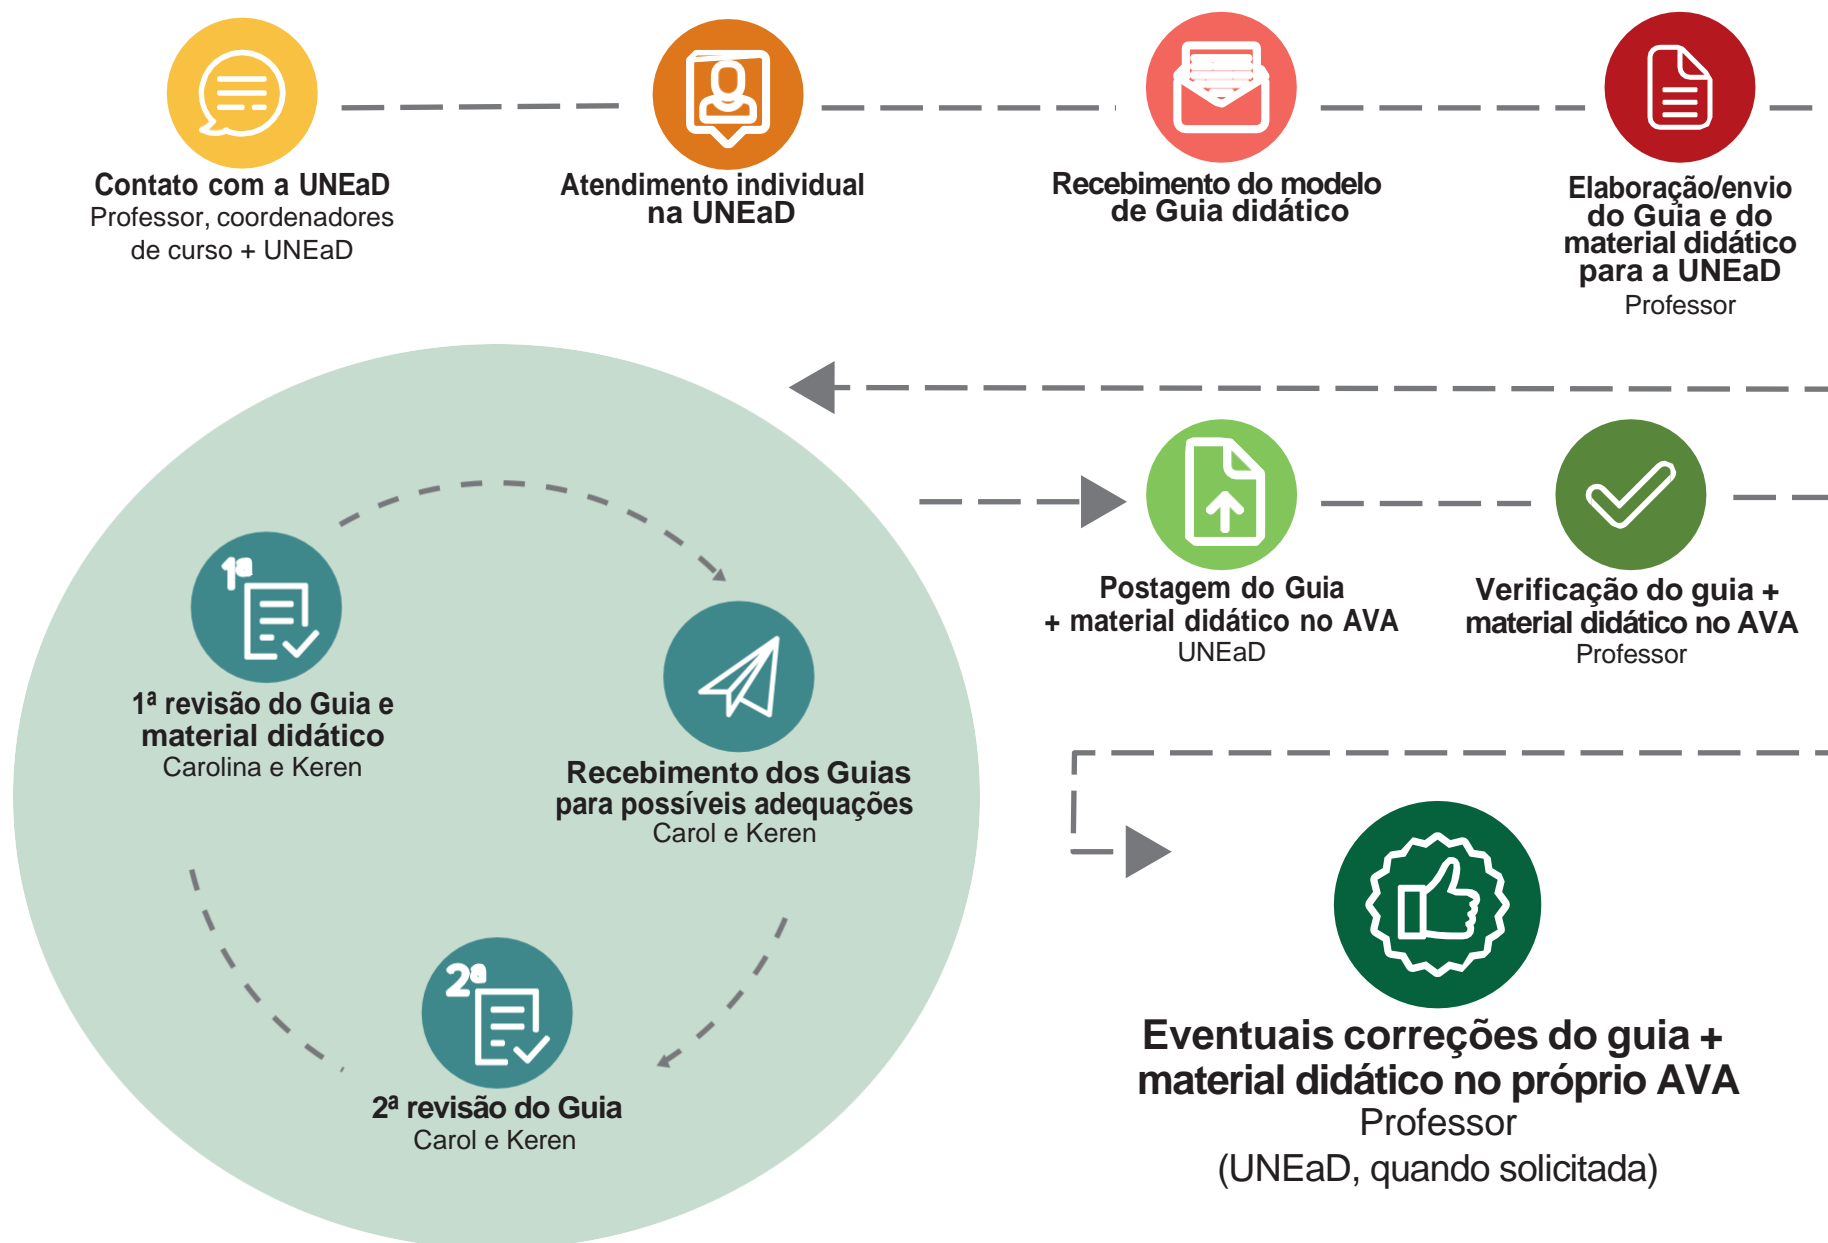 Contato com a UNEaD
Professor, coordenadores
de curso + UNEaD
Atendimento individual
na UNEaD
Recebimento do modelo
de Guia didático
Elaboração/envio
do Guia e do
material didático
para a UNEaD
Professor
1ª
1ª revisão do Guia e
material didático
Carolina e Keren
Recebimento dos Guias
para possíveis adequações
Carol e Keren
2ª
2ª revisão do Guia
Carol e Keren
Postagem do Guia
+ material didático no AVA
UNEaD
Verificação do guia +
material didático no AVA
Professor
Eventuais correções do guia +
material didático no próprio AVA
Professor
(UNEaD, quando solicitada)